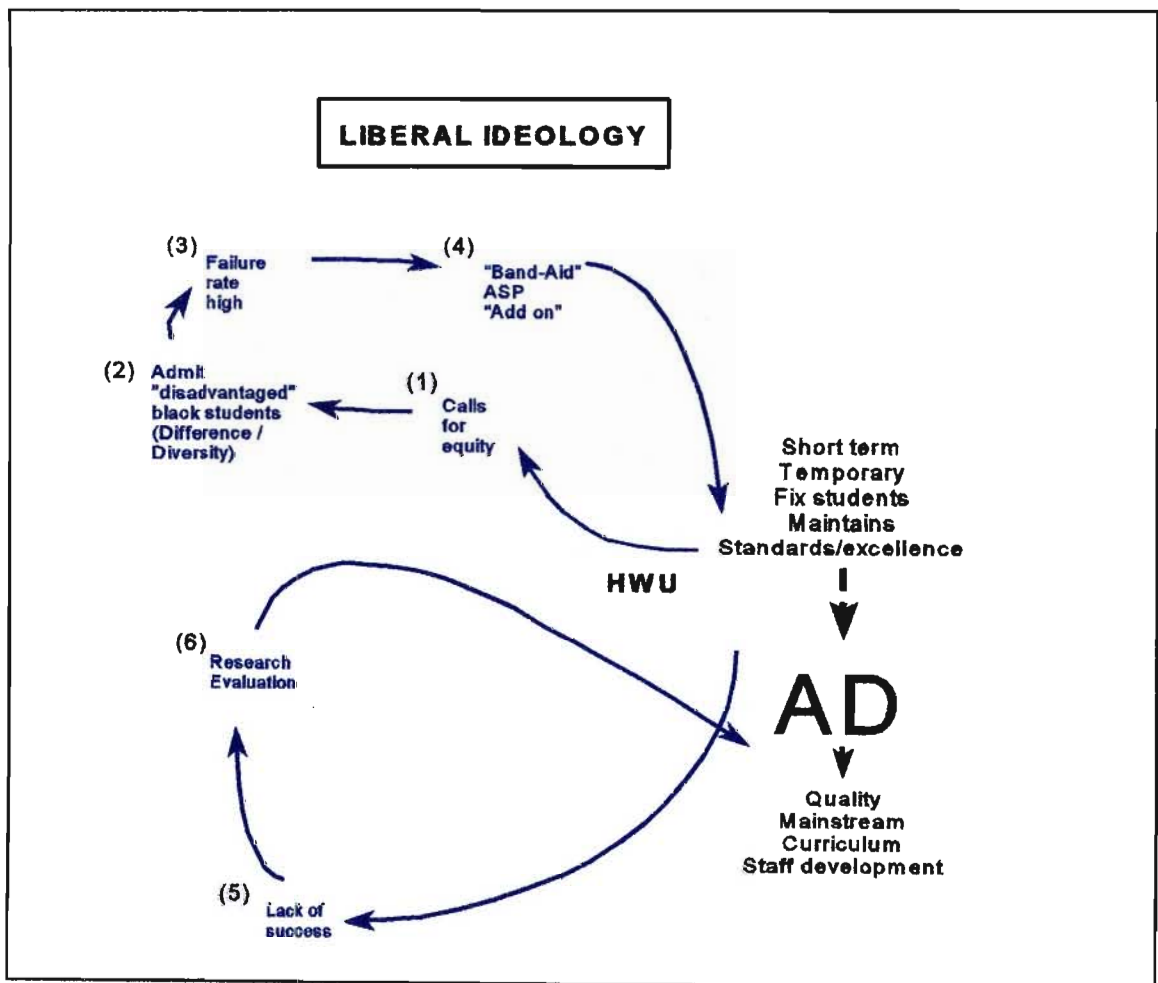 LIBERAL IDEOLOGY
(3)
Failure
rate
high
(4)
"Band-Aid"
ASP
"Add on"
(2)
Admit
"disadvantaged"
black students
(Difference /
Diversity)
(1)
Calls
for
equity
Short term
Temporary
Fix students
Maintains
Standards/excellence
HWU
(6)
Research
Evaluation
AD
Quality
Mainstream
Curriculum
Staff development
(5)
Lack of
success